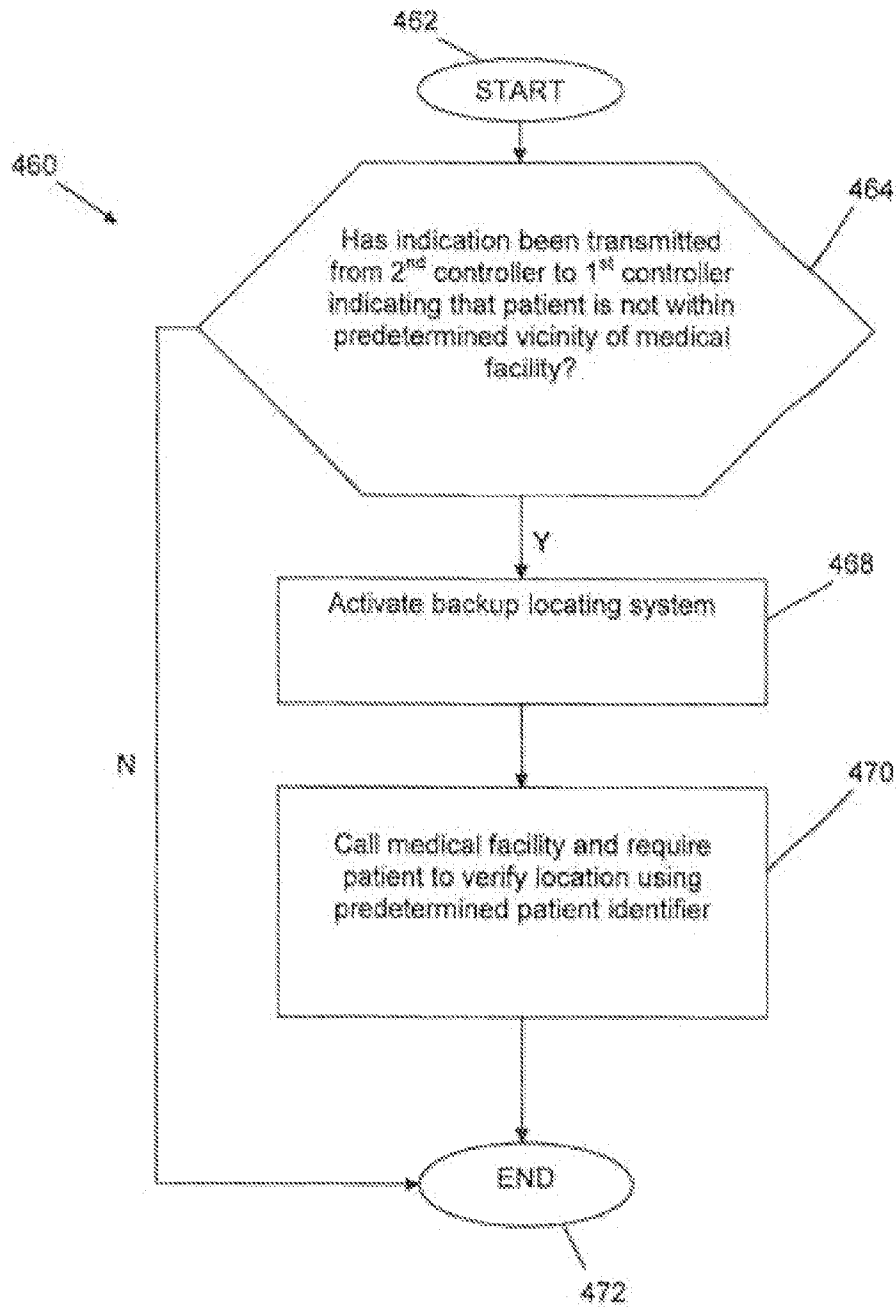 462
START
460
464
Has indication been transmitted
from 2nd controller to 1st controller
indicating that patient is not within
predetermined vicinity of medical
facility?
Y
468
Activate backup locating system
N
470
Call medical facility and require
patient to verify location using
predetermined patient identifier
END
472